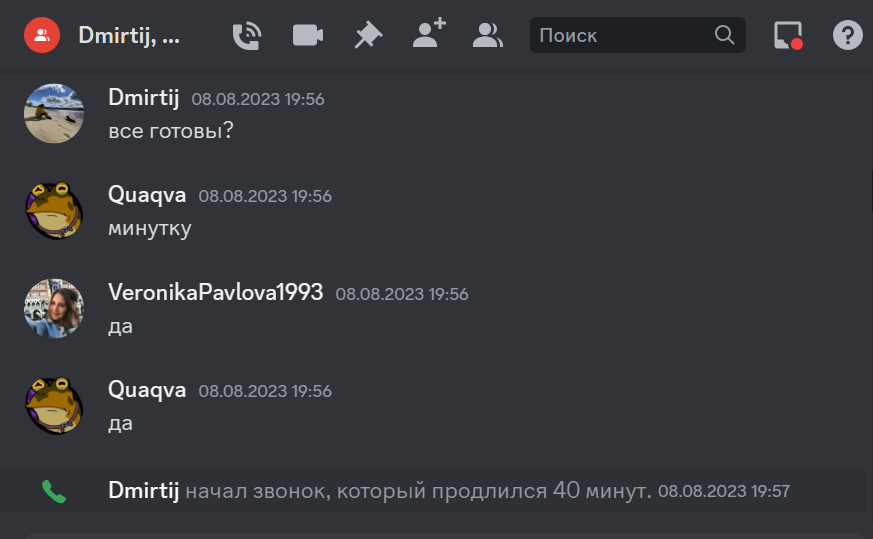 Dmirtij, ...
Поиск
Dmirtij 08.08.2023 19:56
все готовы?
Quaqva 08.08.2023 19:56
минутку
VeronikaPavlova1993 08.08.2023 19:56
да
Quaqva 08.08.2023 19:56
да
Dmirtij начал звонок, который продлился 40 минут. 08.08.2023 19:57